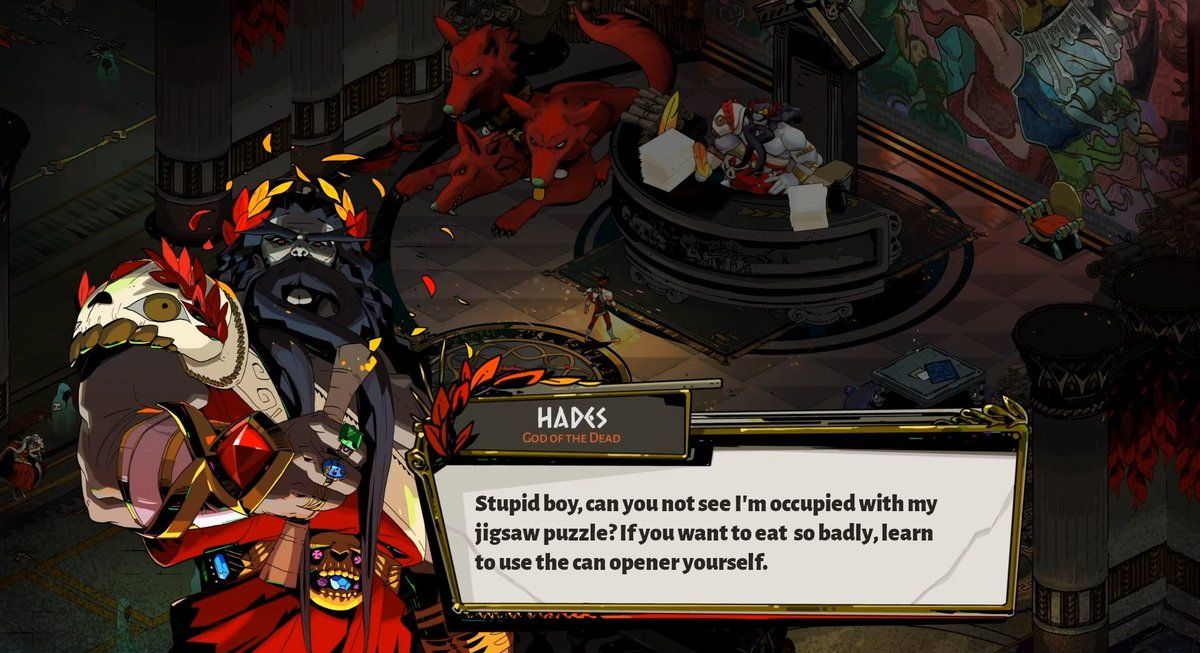 HADES
GOD OF THE DEAD
Stupid boy, can you not see I'm occupied with my
jigsaw puzzle? If you want to eat  so badly, learn
to use the can opener yourself.